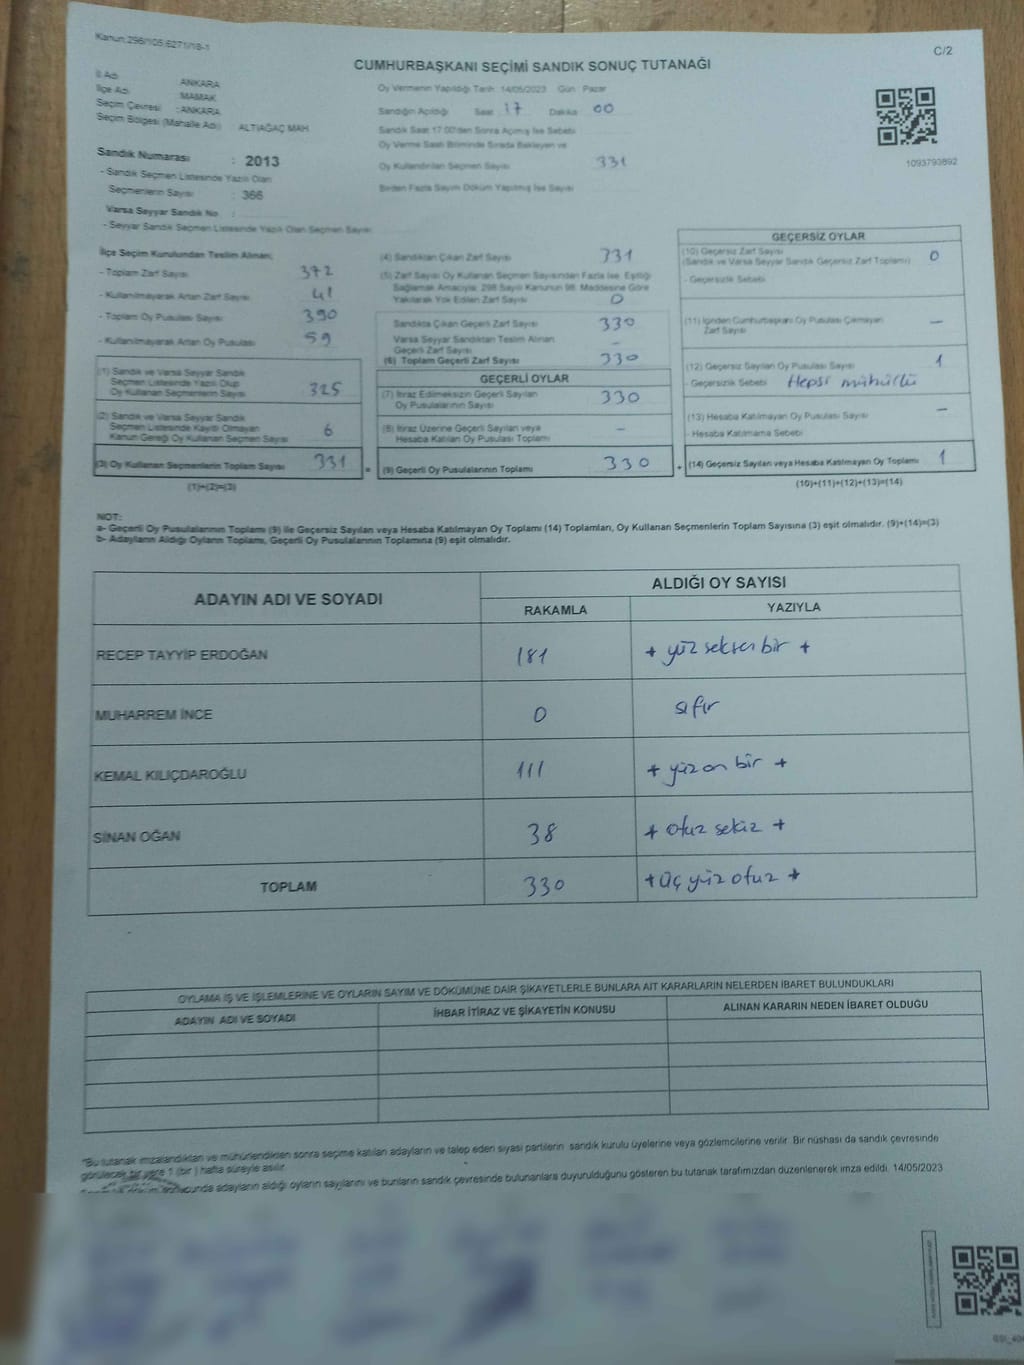 Kanun:298/105;6271/18-1
C/2
CUMHURBAŞKANI SEÇİMİ SANDIK SONUÇ TUTANAĞI
İl Adı : ANKARA
İlçe Adı : MAMAK
Seçim Çevresi : ANKARA
Seçim Bölgesi (Mahalle Adı) ALTIAĞAÇ MAH
Sandık Numarası : 2013
- Sandık Seçmen Listesinde Yazılı Olan
Seçmenlerin Sayısı : 366
Varsa Seyyar Sandık No :
- Seyyar Sandık Seçmen Listesinde Yazılı Olan Seçmen Sayısı:
Oy Vermenin Yapıldığı Tarih: 14/05/2023 Gün : Pazar
Sandığın Açıldığı Saat 17 Dakika 00
Sandık Saat 17:00'den Sonra Açılmış İse Sebebi
Oy Verme Saati Bitiminde Sırada Bekleyen ve
Oy Kullandırılan Seçmen Sayısı 331
Birden Fazla Sayım Döküm Yapılmış İse Sayısı
1093793892
İlçe Seçim Kurulundan Teslim Alınan;
- Toplam Zarf Sayısı 372
- Kullanılmayarak Artan Zarf Sayısı 41
- Toplam Oy Pusulası Sayısı 390
- Kullanılmayarak Artan Oy Pusulası 59
(1) Sandık ve Varsa Seyyar Sandık
Seçmen Listesinde Yazılı Olup
Oy Kullanan Seçmenlerin Sayısı 325
(2) Sandık ve Varsa Seyyar Sandık
Seçmen Listesinde Kayıtlı Olmayan
Kanun Gereği Oy Kullanan Seçmen Sayısı 6
(3) Oy Kullanan Seçmenlerin Toplam Sayısı 331 =
(1)+(2)=(3)
(4) Sandıktan Çıkan Zarf Sayısı 331
(5) Zarf Sayısı Oy Kullanan Seçmen Sayısından Fazla İse, Eşitliği
Sağlamak Amacıyla; 298 Sayılı Kanunun 98. Maddesine Göre
Yakılarak Yok Edilen Zarf Sayısı 0
Sandıkta Çıkan Geçerli Zarf Sayısı 330
Varsa Seyyar Sandıktan Teslim Alınan
Geçerli Zarf Sayısı -
(6) Toplam Geçerli Zarf Sayısı 330
GEÇERLİ OYLAR
(7) İtiraz Edilmeksizin Geçerli Sayılan
Oy Pusulalarının Sayısı 330
(8) İtiraz Üzerine Geçerli Sayılan veya
Hesaba Katılan Oy Pusulası Toplamı -
(9) Geçerli Oy Pusulalarının Toplamı 330 +
GEÇERSİZ OYLAR
(10) Geçersiz Zarf Sayısı 0
(Sandık ve Varsa Seyyar Sandık Geçersiz Zarf Toplamı)
- Geçersizlik Sebebi
(11) İçinden Cumhurbaşkanı Oy Pusulası Çıkmayan
Zarf Sayısı -
(12) Geçersiz Sayılan Oy Pusulası Sayısı 1
- Geçersizlik Sebebi Hepsi mühürlü
(13) Hesaba Katılmayan Oy Pusulası Sayısı -
- Hesaba Katılmama Sebebi
(14) Geçersiz Sayılan veya Hesaba Katılmayan Oy Toplamı 1
(10)+(11)+(12)+(13)=(14)
NOT:
a- Geçerli Oy Pusulalarının Toplamı (9) ile Geçersiz Sayılan veya Hesaba Katılmayan Oy Toplamı (14) Toplamları, Oy Kullanan Seçmenlerin Toplam Sayısına (3) eşit olmalıdır. (9)+(14)=(3)
b- Adayların Aldığı Oyların Toplamı, Geçerli Oy Pusulalarının Toplamına (9) eşit olmalıdır.
ADAYIN ADI VE SOYADI ALDIĞI OY SAYISI
RAKAMLA YAZIYLA
RECEP TAYYİP ERDOĞAN 181 + yüz seksen bir +
MUHARREM İNCE 0 sıfır
KEMAL KILIÇDAROĞLU 111 + yüz on bir +
SİNAN OĞAN 38 + otuz sekiz +
TOPLAM 330 + üç yüz otuz +
OYLAMA İŞ VE İŞLEMLERİNE VE OYLARIN SAYIM VE DÖKÜMÜNE DAİR ŞİKAYETLERLE BUNLARA AİT KARARLARIN NELERDEN İBARET BULUNDUKLARI
ADAYIN ADI VE SOYADI İHBAR İTİRAZ VE ŞİKAYETİN KONUSU ALINAN KARARIN NEDEN İBARET OLDUĞU
*Bu tutanak imzalandıktan ve mühürlendikten sonra seçime katılan adayların ve talep eden siyasi partilerin sandık kurulu üyelerine veya gözlemcilerine verilir. Bir nüshası da sandık çevresinde
görülecek bir yere 1 (bir) hafta süreyle asılır.
adayların aldığı oyların sayılarını ve bunların sandık çevresinde bulunanlara duyurulduğunu gösteren bu tutanak tarafımızdan düzenlenerek imza edildi. 14/05/2023